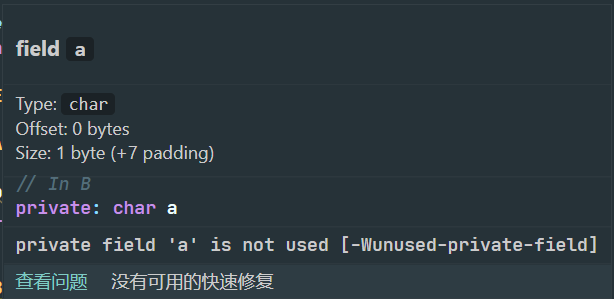 field a
Type: char
Offset: 0 bytes
Size: 1 byte (+7 padding)
// In B
private: char a
private field 'a' is not used [-Wunused-private-field]
查看问题 没有可用的快速修复